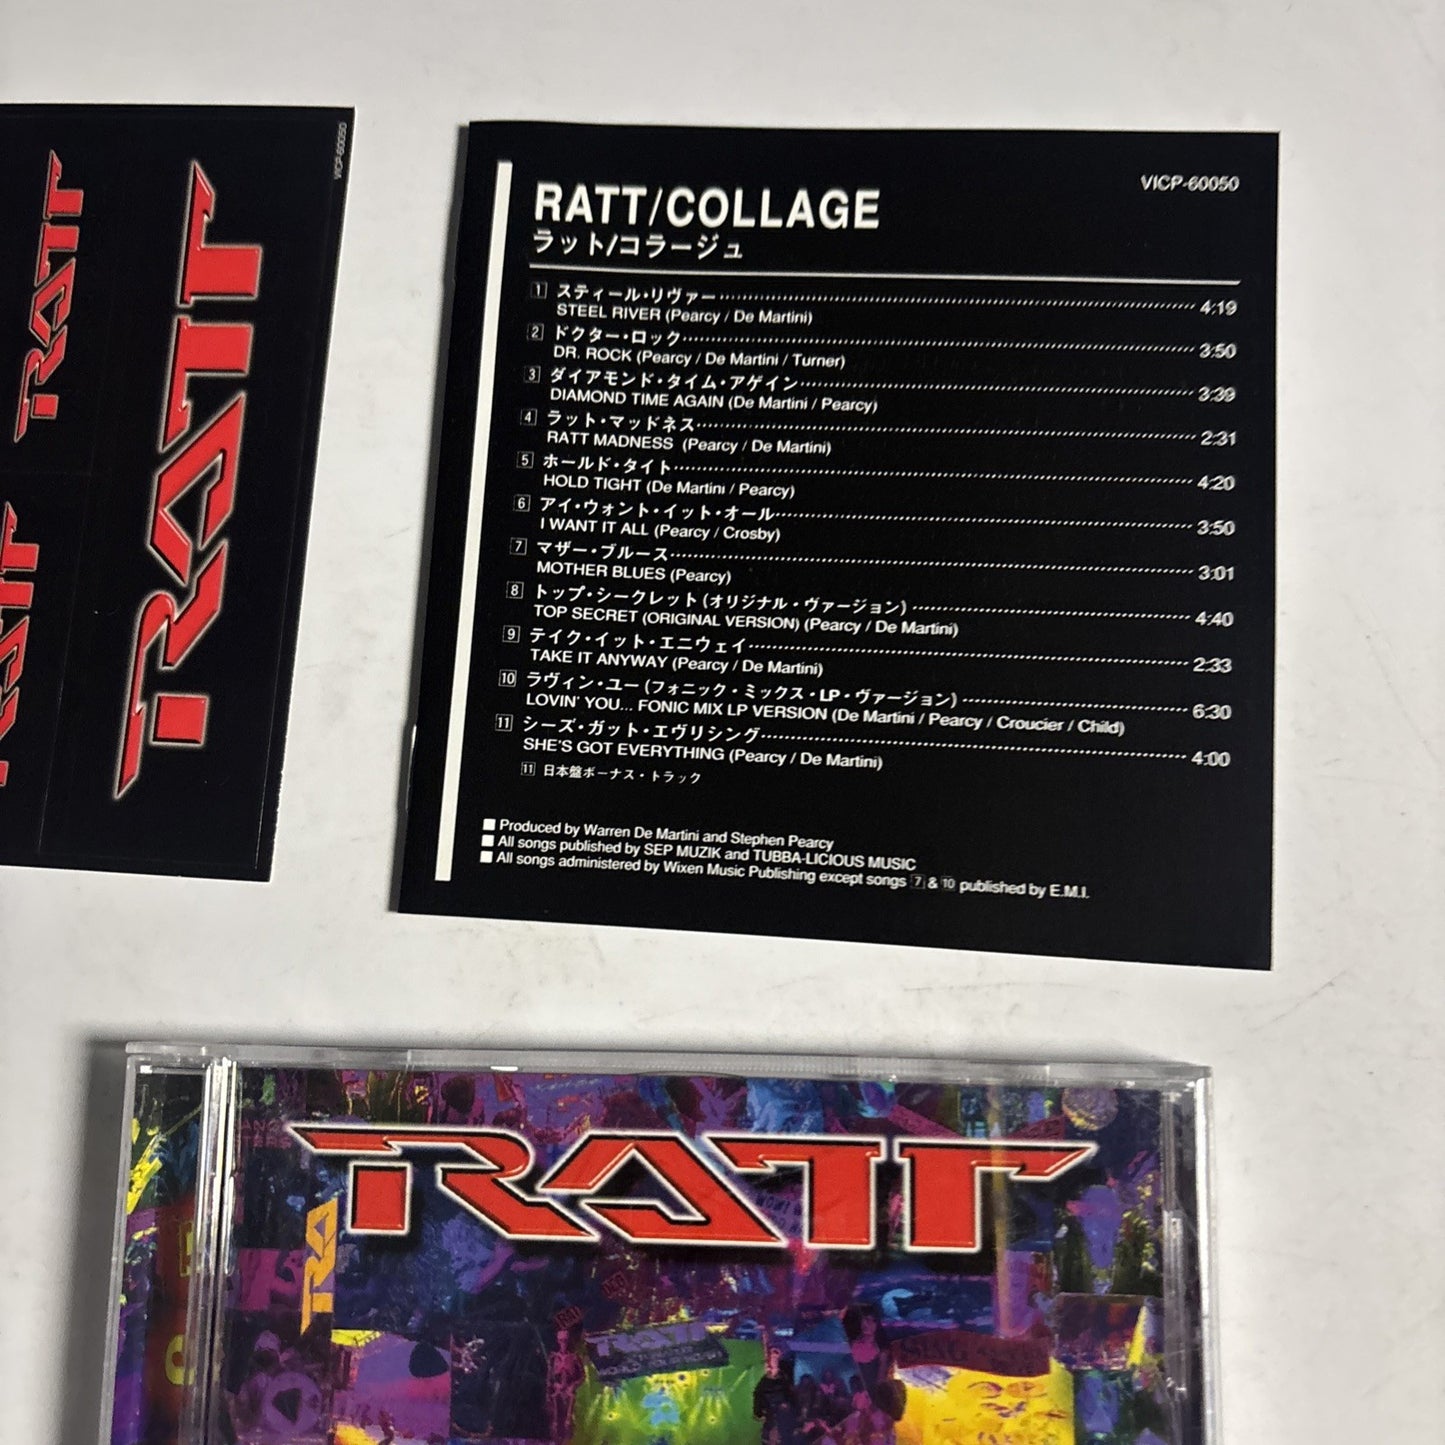 VICP-60050
RATT
RATT
RATT
VICP-60050
RATT/COLLAGE
ラット/コラージュ
1 スティール・リヴァー 4:19
STEEL RIVER (Pearcy / De Martini)
2 ドクター・ロック 3:50
DR. ROCK (Pearcy / De Martini / Turner)
3 ダイアモンド・タイム・アゲイン 3:39
DIAMOND TIME AGAIN (De Martini / Pearcy)
4 ラット・マッドネス 2:31
RATT MADNESS (Pearcy / De Martini)
5 ホールド・タイト 4:20
HOLD TIGHT (De Martini / Pearcy)
6 アイ・ウォント・イット・オール 3:50
I WANT IT ALL (Pearcy / Crosby)
7 マザー・ブルース 3:01
MOTHER BLUES (Pearcy)
8 トップ・シークレット (オリジナル・ヴァージョン) 4:40
TOP SECRET (ORIGINAL VERSION) (Pearcy / De Martini)
9 テイク・イット・エニウェイ 2:33
TAKE IT ANYWAY (Pearcy / De Martini)
10 ラヴィン・ユー (フォニック・ミックス・LP・ヴァージョン) 6:30
LOVIN' YOU... FONIC MIX LP VERSION (De Martini / Pearcy / Croucier / Child)
11 シーズ・ガット・エヴリシング 4:00
SHE'S GOT EVERYTHING (Pearcy / De Martini)
11 日本盤ボーナス・トラック
■ Produced by Warren De Martini and Stephen Pearcy
■ All songs published by SEP MUZIK and TUBBA-LICIOUS MUSIC
■ All songs administered by Wixen Music Publishing except songs 7 & 10 published by E.M.I.
RATT
RATT